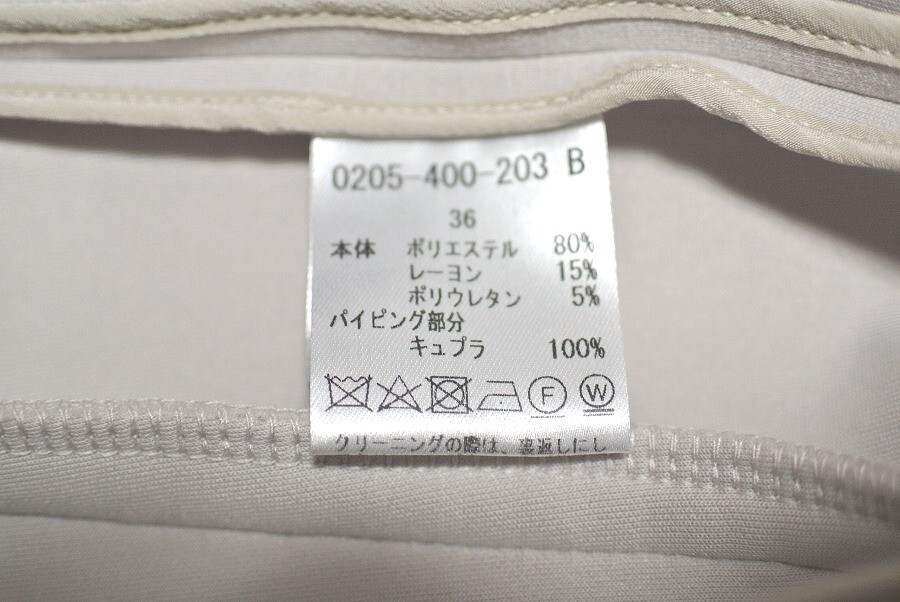 0205-400-203 B
36
本体 ポリエステル 80%
レーヨン 15%
ポリウレタン 5%
パイピング部分
キュプラ 100%
F W
クリーニングの際は、裏返しにし